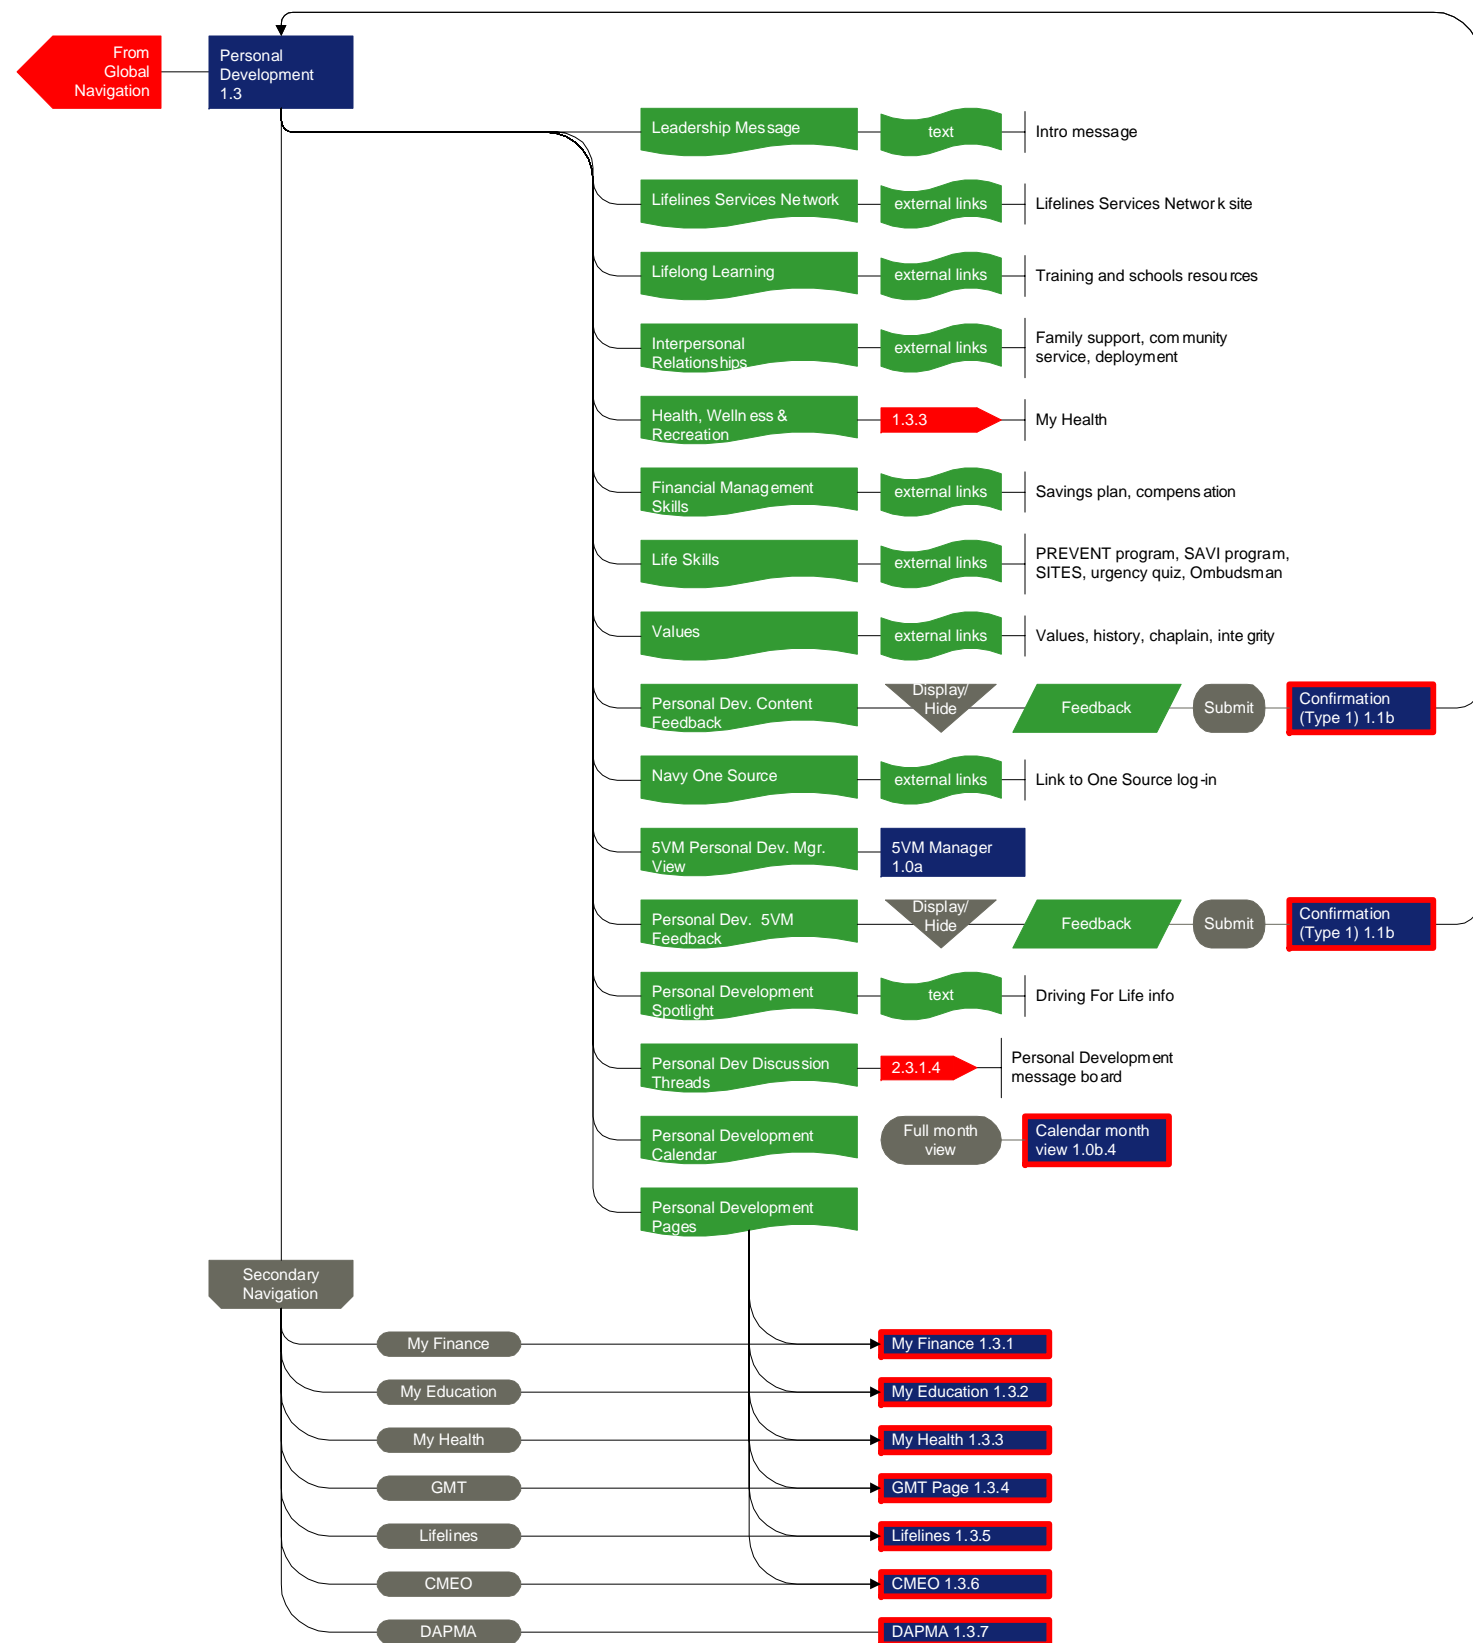 From
Global
Navigation
Personal
Development
1.3
Leadership Message
text
Intro message
Lifelines Services Network
external links
Lifelines Services Network site
Lifelong Learning
external links
Training and schools resources
Interpersonal
Relationships
external links
Family support, community
service, deployment
Health, Wellness &
Recreation
1.3.3
My Health
Financial Management
Skills
external links
Savings plan, compensation
Life Skills
external links
PREVENT program, SAVI program,
SITES, urgency quiz, Ombudsman
Values
external links
Values, history, chaplain, integrity
Personal Dev. Content
Feedback
Display/
Hide
Feedback
Submit
Confirmation
(Type 1) 1.1b
Navy One Source
external links
Link to One Source log-in
5VM Personal Dev. Mgr.
View
5VM Manager
1.0a
Personal Dev. 5VM
Feedback
Display/
Hide
Feedback
Submit
Confirmation
(Type 1) 1.1b
Personal Development
Spotlight
text
Driving For Life info
Personal Dev Discussion
Threads
2.3.1.4
Personal Development
message board
Personal Development
Calendar
Full month
view
Calendar month
view 1.0b.4
Personal Development
Pages
Secondary
Navigation
My Finance
My Finance 1.3.1
My Education
My Education 1.3.2
My Health
My Health 1.3.3
GMT
GMT Page 1.3.4
Lifelines
Lifelines 1.3.5
CMEO
CMEO 1.3.6
DAPMA
DAPMA 1.3.7